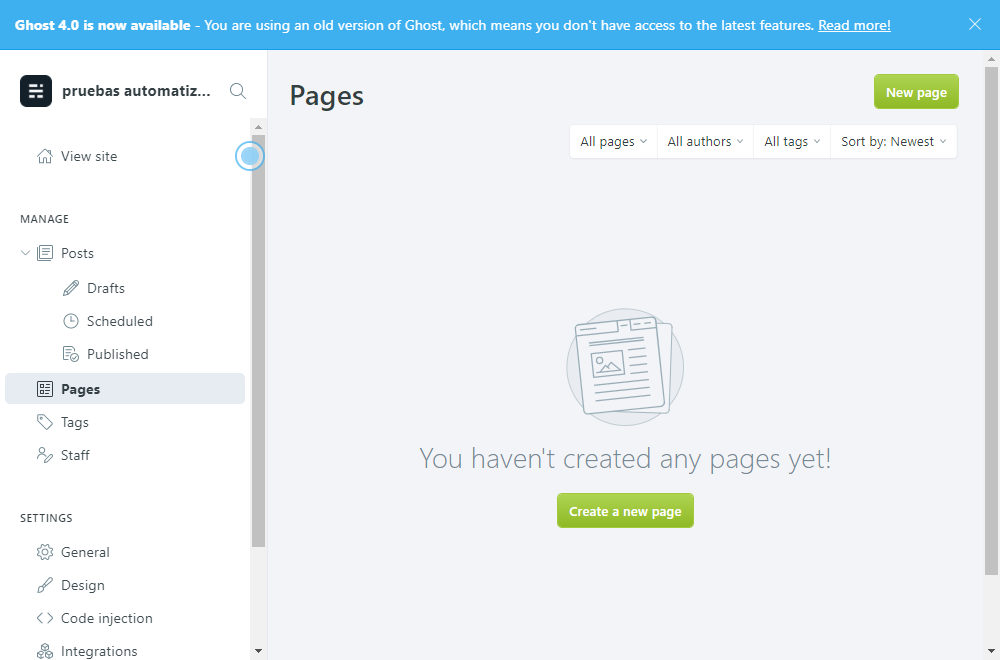 Ghost 4.0 is now available - You are using an old version of Ghost, which means you don't have access to the latest features. Read more!
pruebas automatiz...
View site
MANAGE
Posts
Drafts
Scheduled
Published
Pages
Tags
Staff
SETTINGS
General
Design
Code injection
Integrations
Pages
New page
All pages
All authors
All tags
Sort by: Newest
You haven't created any pages yet!
Create a new page